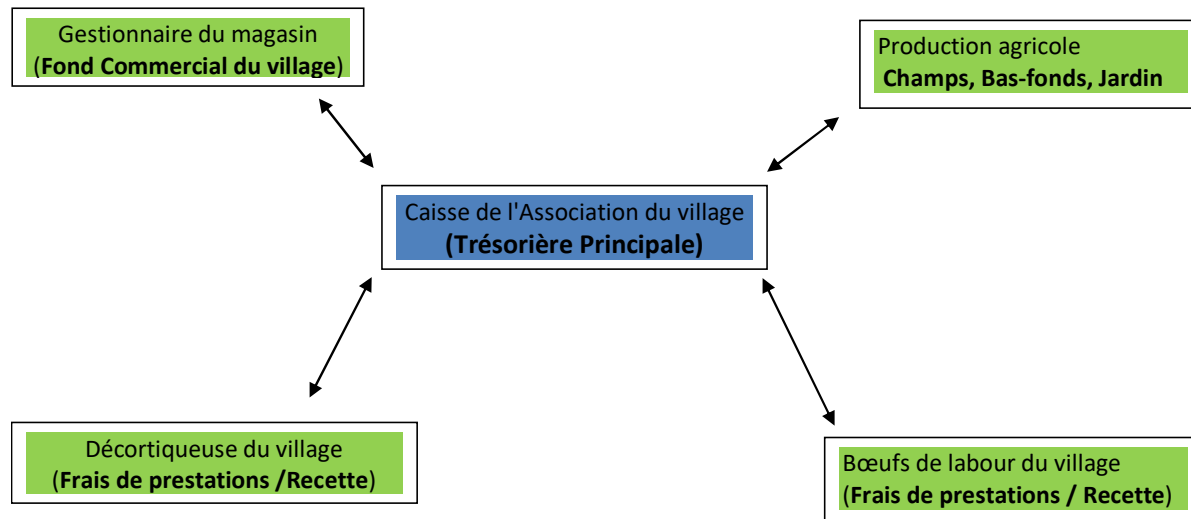 Gestionnaire du magasin
(Fond Commercial du village)
Production agricole
Champs, Bas-fonds, Jardin
Caisse de l'Association du village
(Trésorière Principale)
Décortiqueuse du village
(Frais de prestations /Recette)
Bœufs de labour du village
(Frais de prestations / Recette)